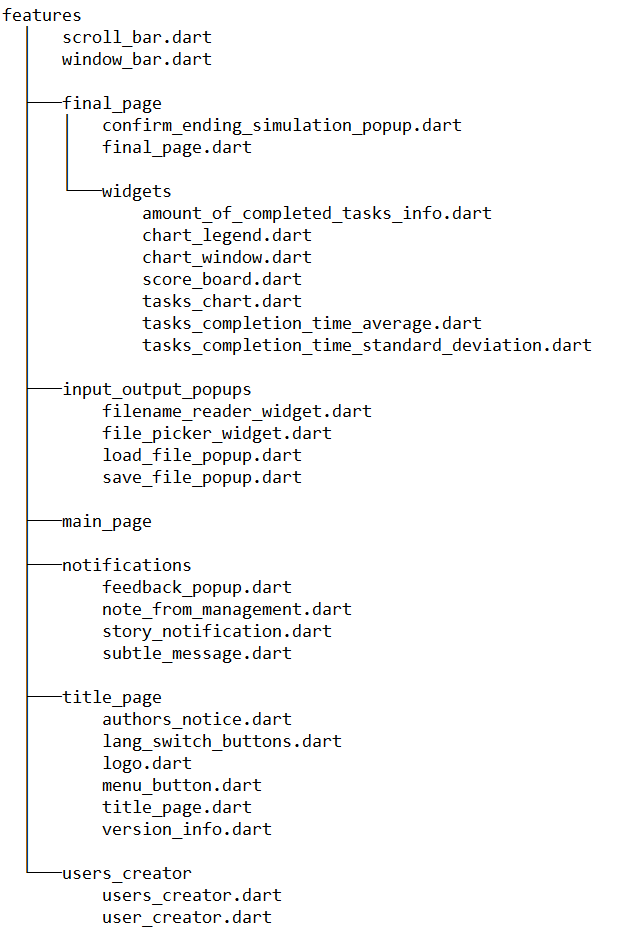 features
scroll_bar.dart
window_bar.dart
final_page
confirm_ending_simulation_popup.dart
final_page.dart
widgets
amount_of_completed_tasks_info.dart
chart_legend.dart
chart_window.dart
score_board.dart
tasks_chart.dart
tasks_completion_time_average.dart
tasks_completion_time_standard_deviation.dart
input_output_popups
filename_reader_widget.dart
file_picker_widget.dart
load_file_popup.dart
save_file_popup.dart
main_page
notifications
feedback_popup.dart
note_from_management.dart
story_notification.dart
subtle_message.dart
title_page
authors_notice.dart
lang_switch_buttons.dart
logo.dart
menu_button.dart
title_page.dart
version_info.dart
users_creator
users_creator.dart
user_creator.dart